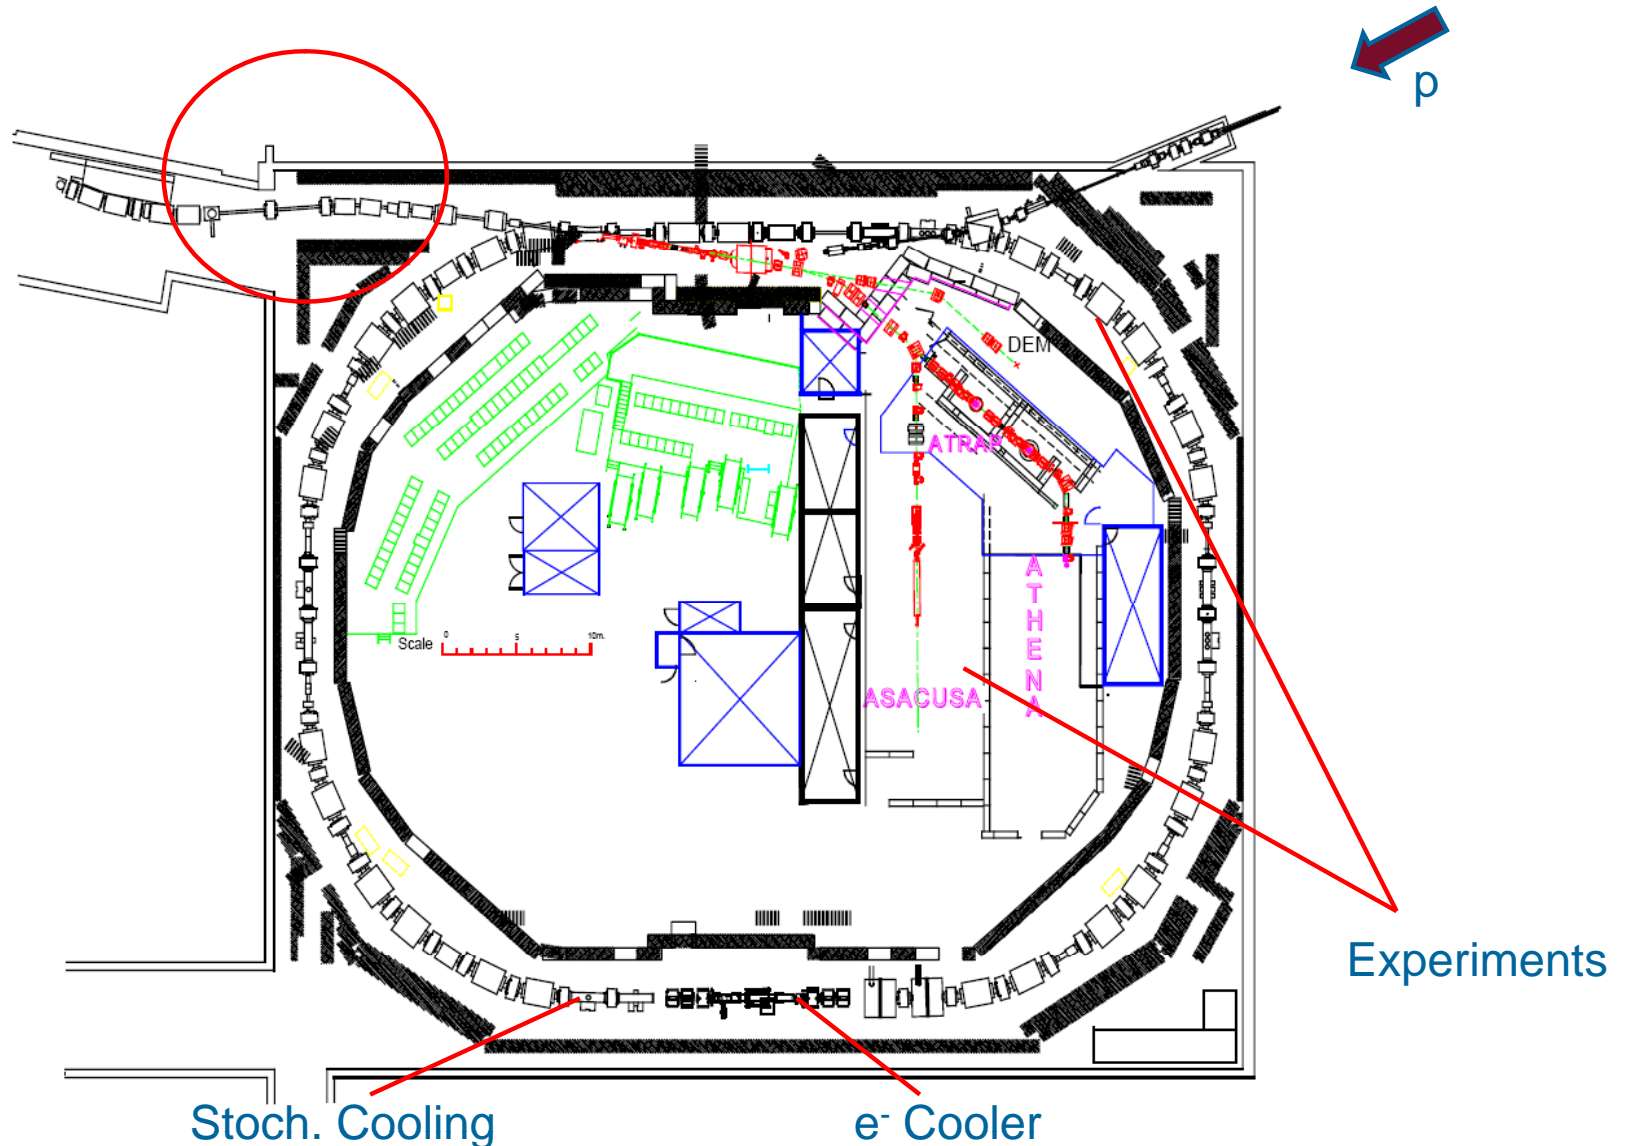 p
DEM
ATRAP
ATHENA
Scale 0 5 10m.
ASACUSA
Experiments
Stoch. Cooling
e- Cooler